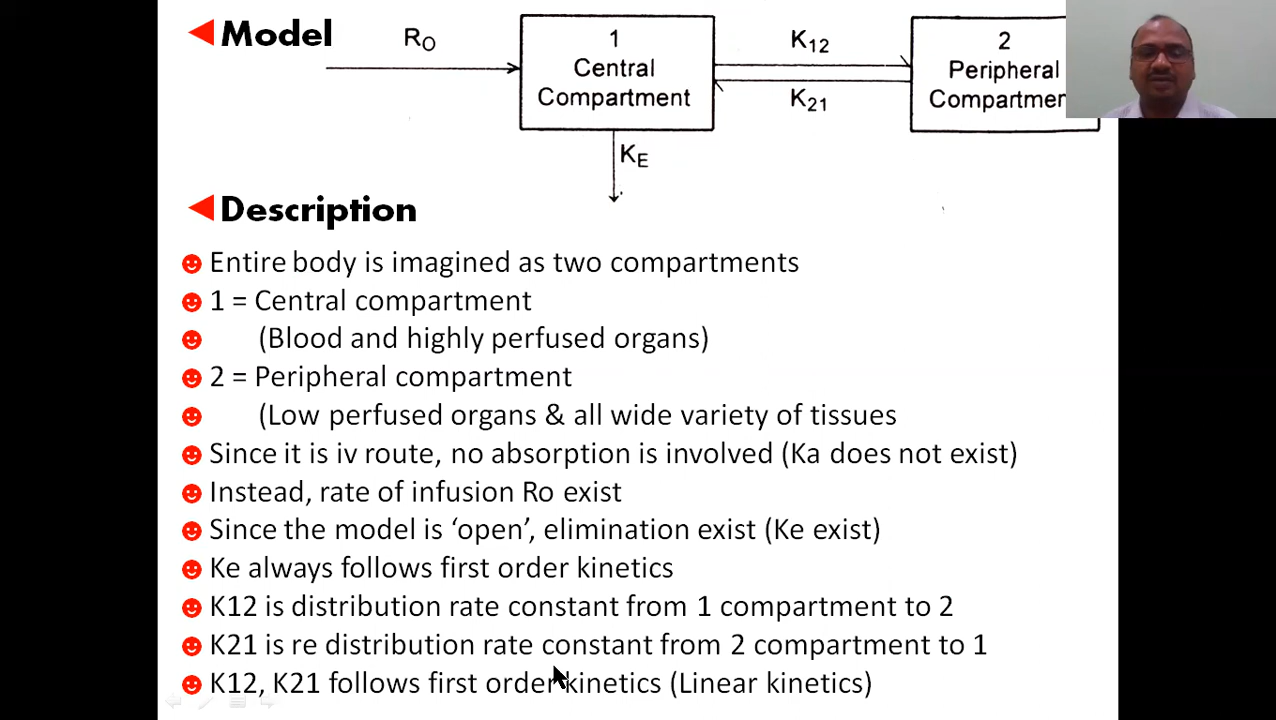 Model
R0
1
Central
Compartment
K12
K21
2
Peripheral
KE
Description
Entire body is imagined as two compartments
1 = Central compartment
(Blood and highly perfused organs)
2 = Peripheral compartment
(Low perfused organs & all wide variety of tissues
Since it is iv route, no absorption is involved (Ka does not exist)
Instead, rate of infusion Ro exist
Since the model is ‘open’, elimination exist (Ke exist)
Ke always follows first order kinetics
K12 is distribution rate constant from 1 compartment to 2
K21 is re distribution rate constant from 2 compartment to 1
K12, K21 follows first order kinetics (Linear kinetics)